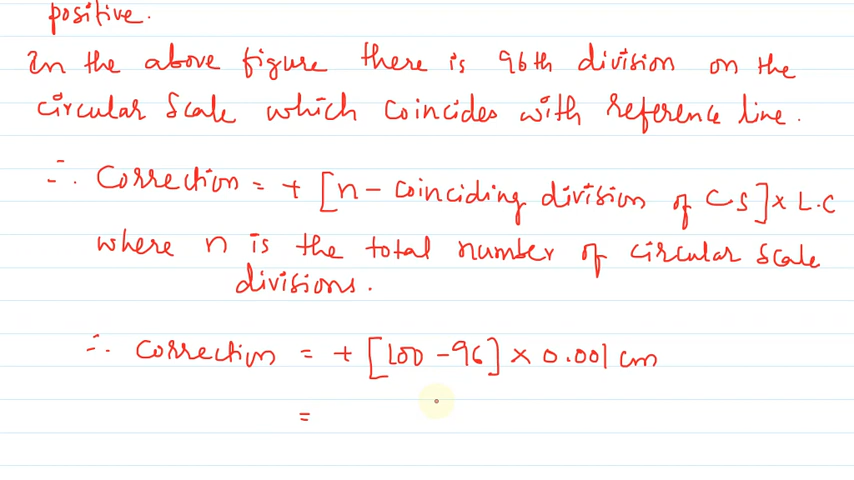 positive.
In the above figure there is 96th division on the
circular scale which coincides with reference line.
∴ Correction = + [n - coinciding division of CS] × L.C
where n is the total number of circular scale
divisions.
∴ Correction = + [100 - 96] × 0.001 cm
=